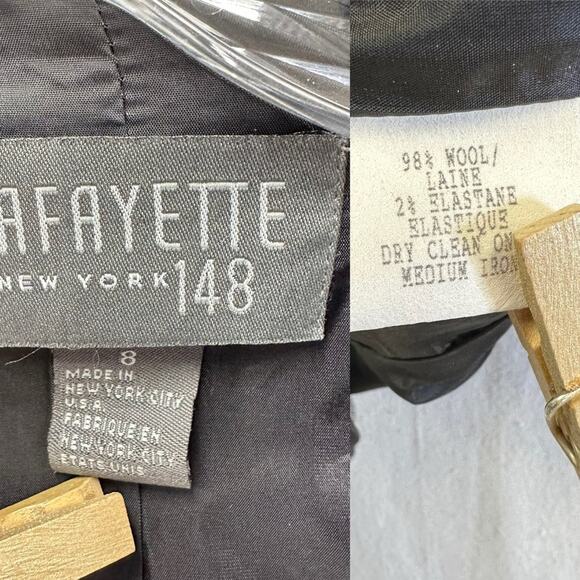 AFAYETTE
NEW YORK 148
8
MADE IN
NEW YORK CITY
U.S.A
FABRIQUE EN
NEW YORK CITY
ETATS UNIS
98% WOOL/
LAINE
2% ELASTANE
ELASTIQUE
DRY CLEAN ON
MEDIUM IRON